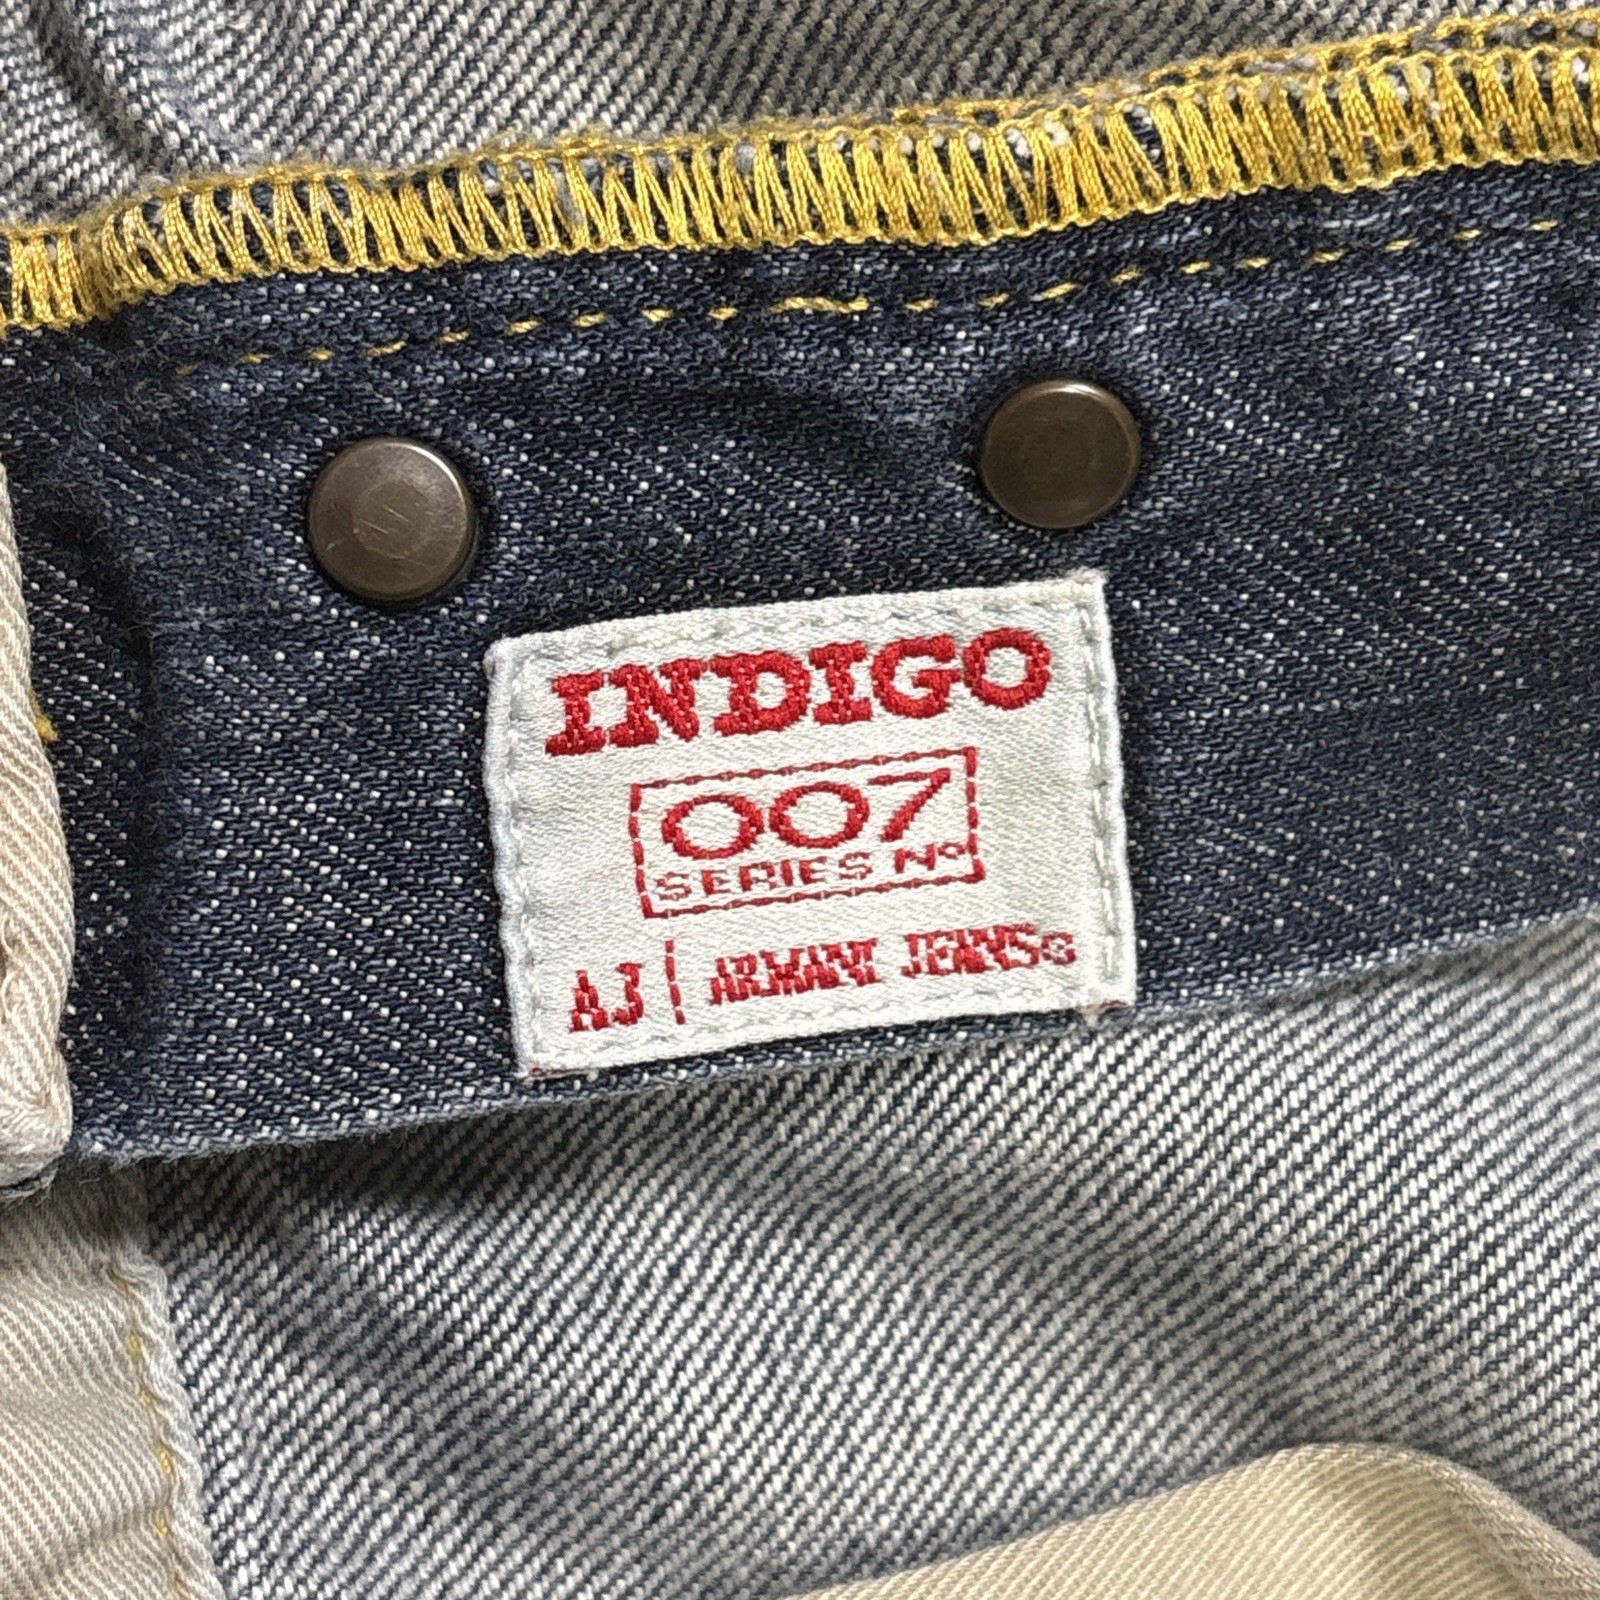 INDIGO
007
SERIES Nº
AJ | ARMANI JEANS®